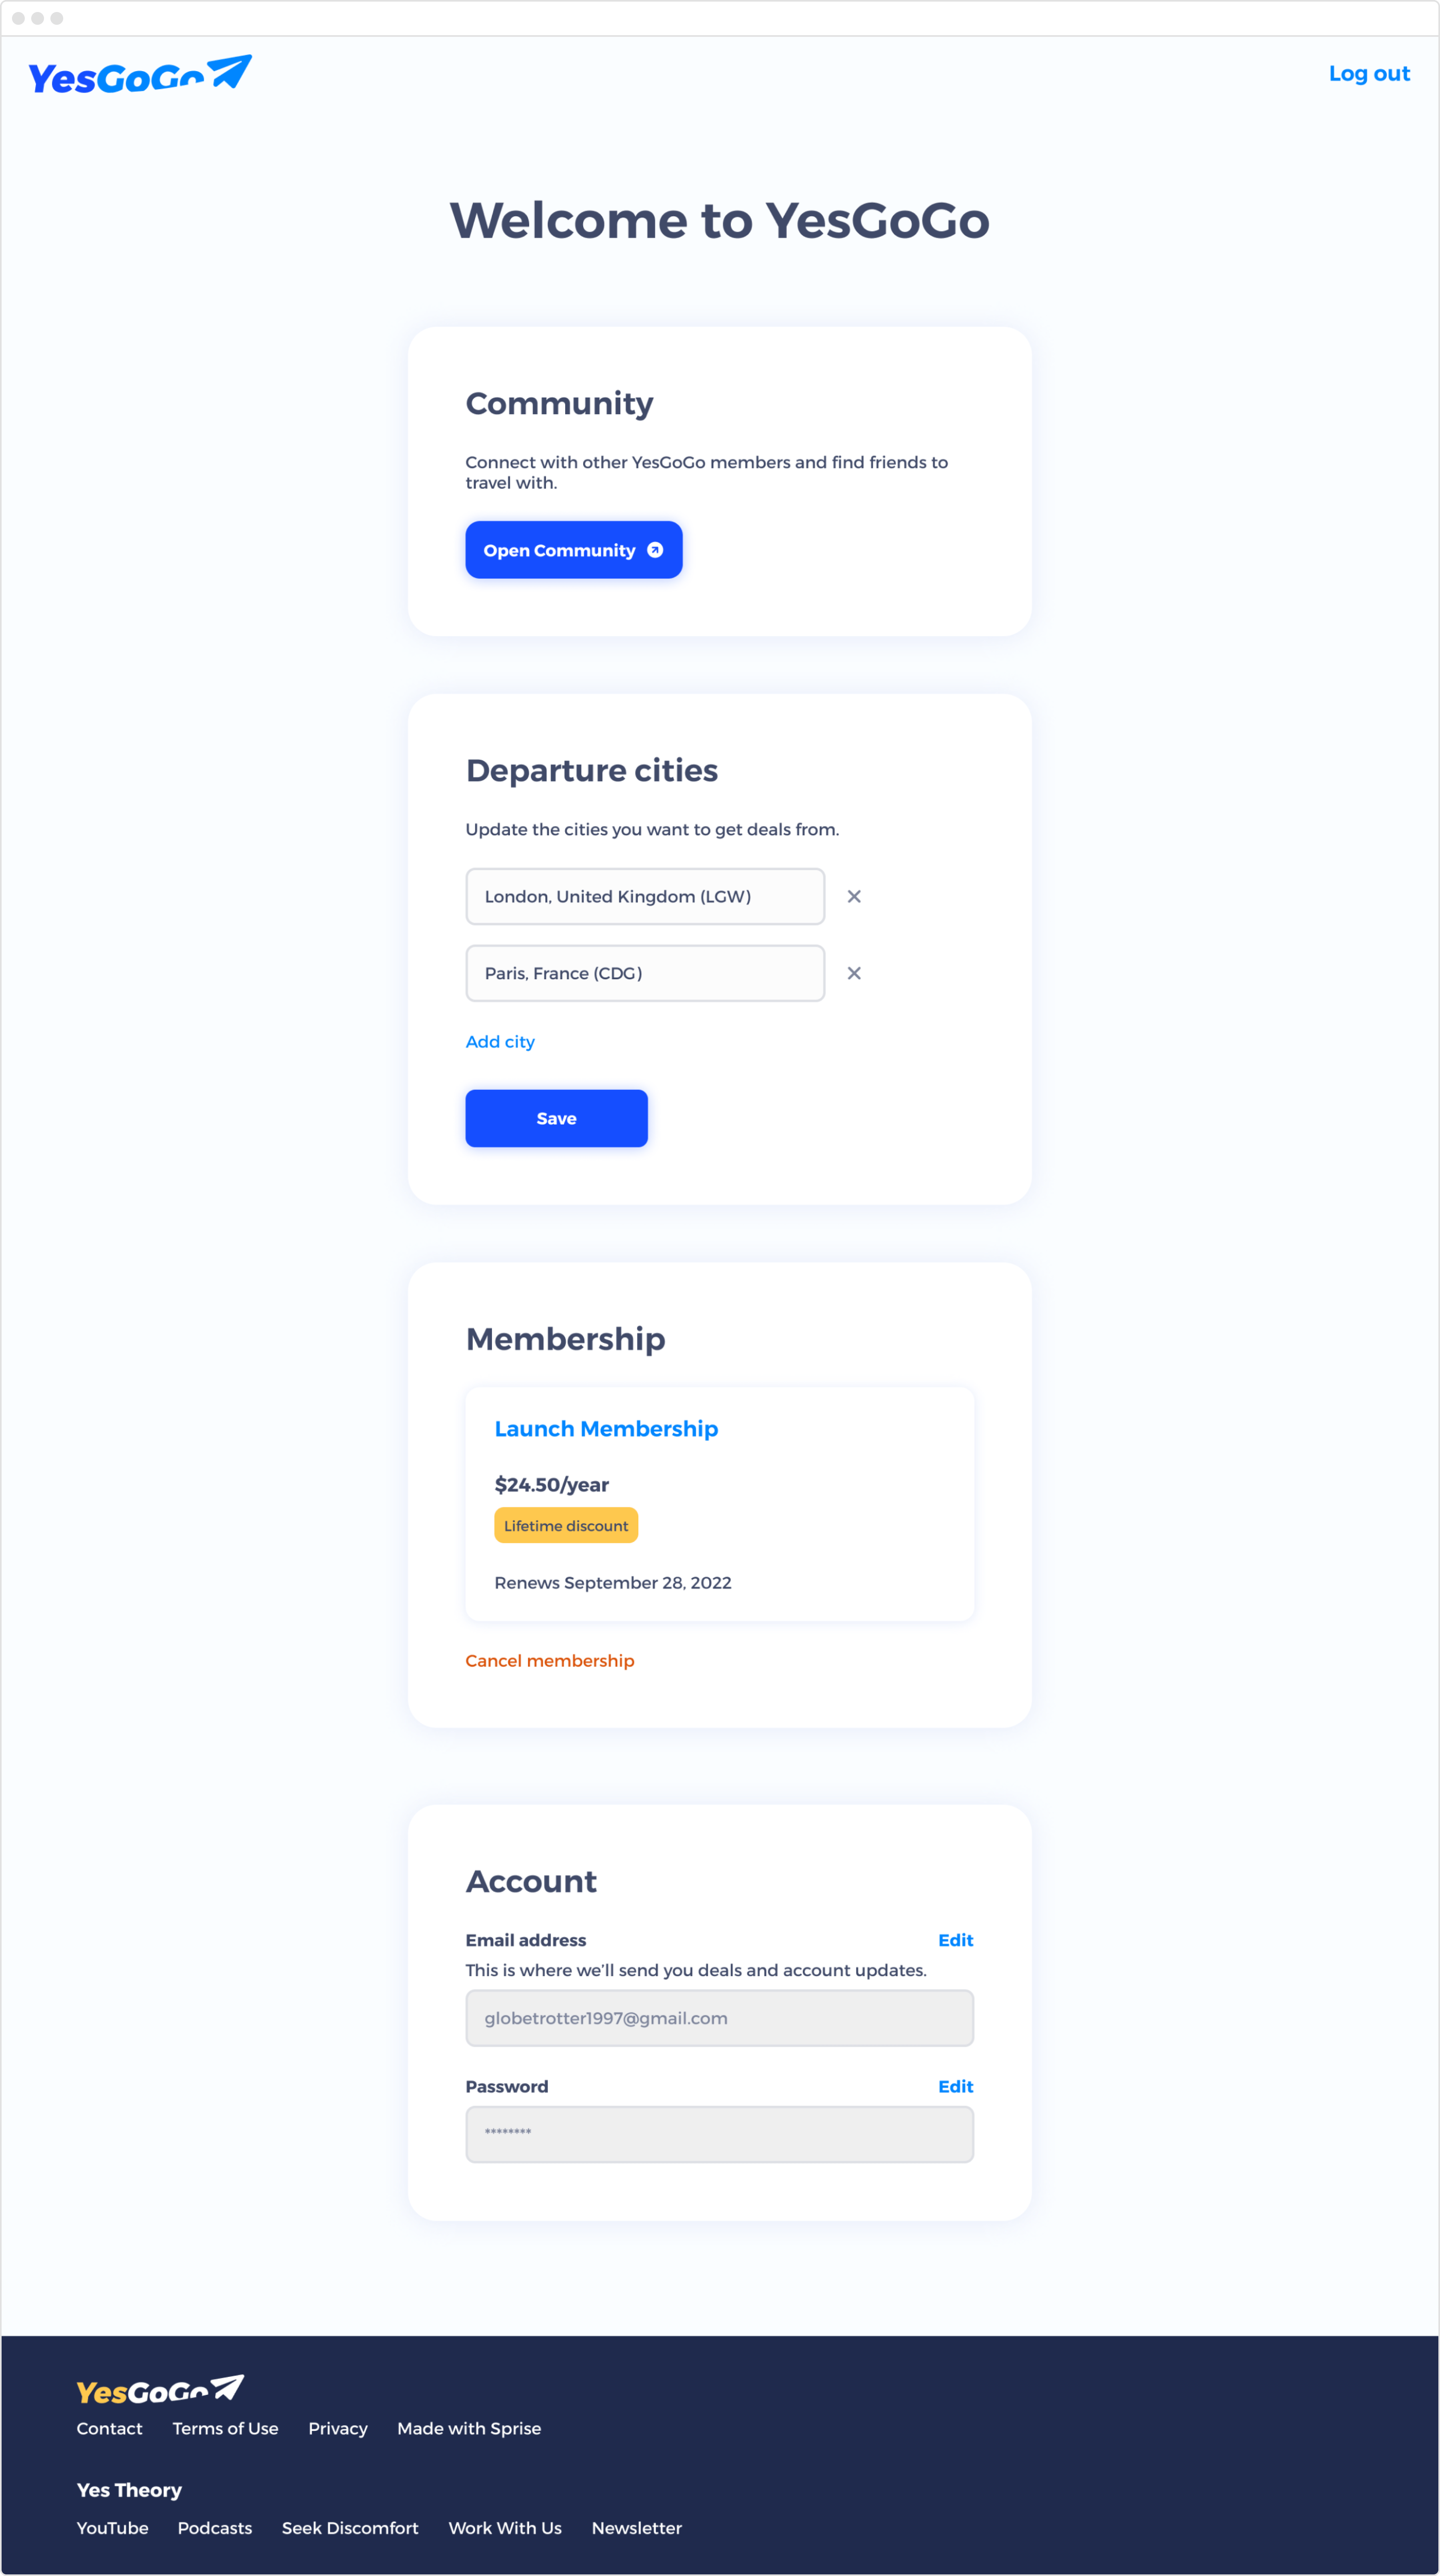 YesGoGo
Log out
Welcome to YesGoGo
Community
Connect with other YesGoGo members and find friends to
travel with.
Open Community
Departure cities
Update the cities you want to get deals from.
London, United Kingdom (LGW)
Paris, France (CDG)
Add city
Save
Membership
Launch Membership
$24.50/year
Lifetime discount
Renews September 28, 2022
Cancel membership
Account
Email address Edit
This is where we’ll send you deals and account updates.
globetrotter1997@gmail.com
Password Edit
********
YesGoGo
Contact Terms of Use Privacy Made with Sprise
Yes Theory
YouTube Podcasts Seek Discomfort Work With Us Newsletter